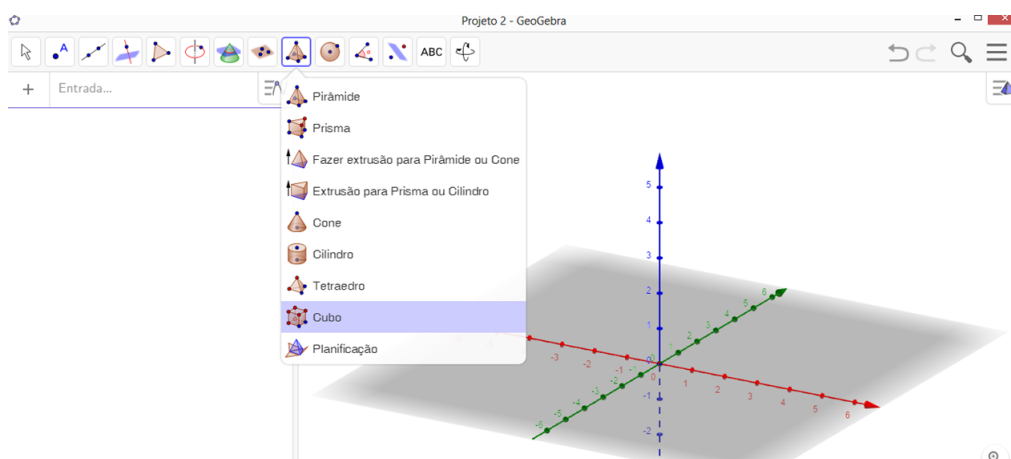 Projeto 2 - GeoGebra
A
ABC
+ Entrada...
Pirâmide
Prisma
Fazer extrusão para Pirâmide ou Cone
Extrusão para Prisma ou Cilindro
Cone
Cilindro
Tetraedro
Cubo
Planificação
5
4
3
2
1
0
-1
-2
-3
-2
-1
0
1
2
3
4
5
6
-6
-5
-4
-3
-2
-1
0
1
2
3
4
5
6